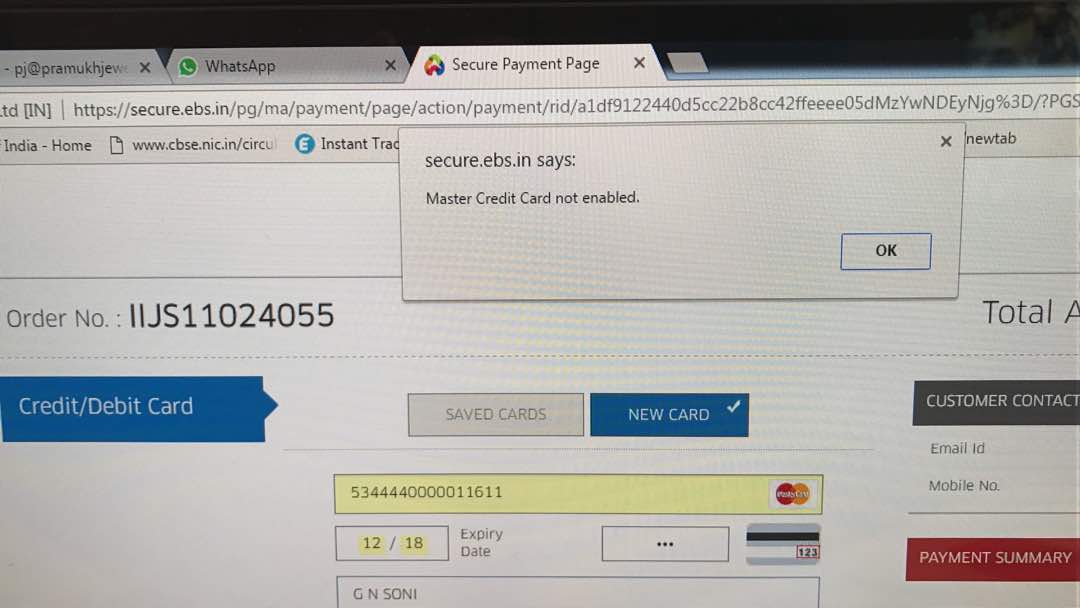 - pj@pramukhjewe
WhatsApp
Secure Payment Page
Ltd [IN] | https://secure.ebs.in/pg/ma/payment/page/action/payment/rid/a1df9122440d5cc22b8cc42ffeeee05dMzYwNDEyNjg%3D/?PGS
India - Home www.cbse.nic.in/circu Instant Trac newtab
secure.ebs.in says:
Master Credit Card not enabled.
OK
Order No. : IIJS11024055
Total A
Credit/Debit Card
SAVED CARDS
NEW CARD
CUSTOMER CONTACT
Email Id
Mobile No.
5344440000011611
MasterCard
12 / 18
Expiry
Date
•••
123
PAYMENT SUMMARY
G N SONI